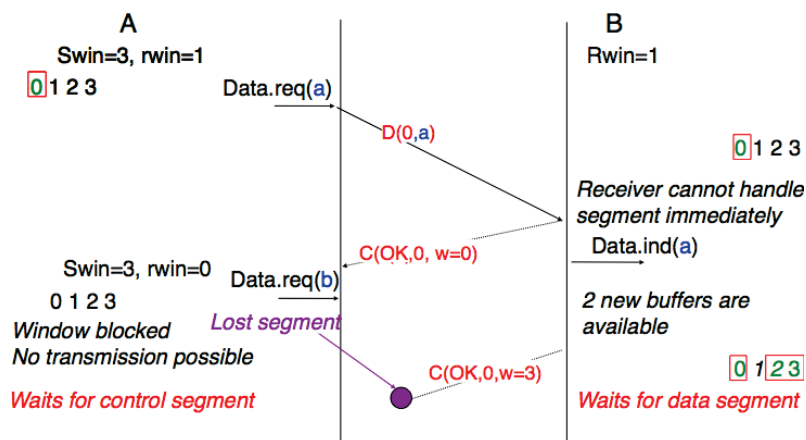 A
B
Swin=3, rwin=1
Rwin=1
0 1 2 3
Data.req(a)
D(0,a)
0 1 2 3
Receiver cannot handle
segment immediately
C(OK,0, w=0)
Data.ind(a)
Swin=3, rwin=0
Data.req(b)
0 1 2 3
2 new buffers are
available
Window blocked
No transmission possible
Lost segment
0 1 2 3
C(OK,0,w=3)
Waits for control segment
Waits for data segment